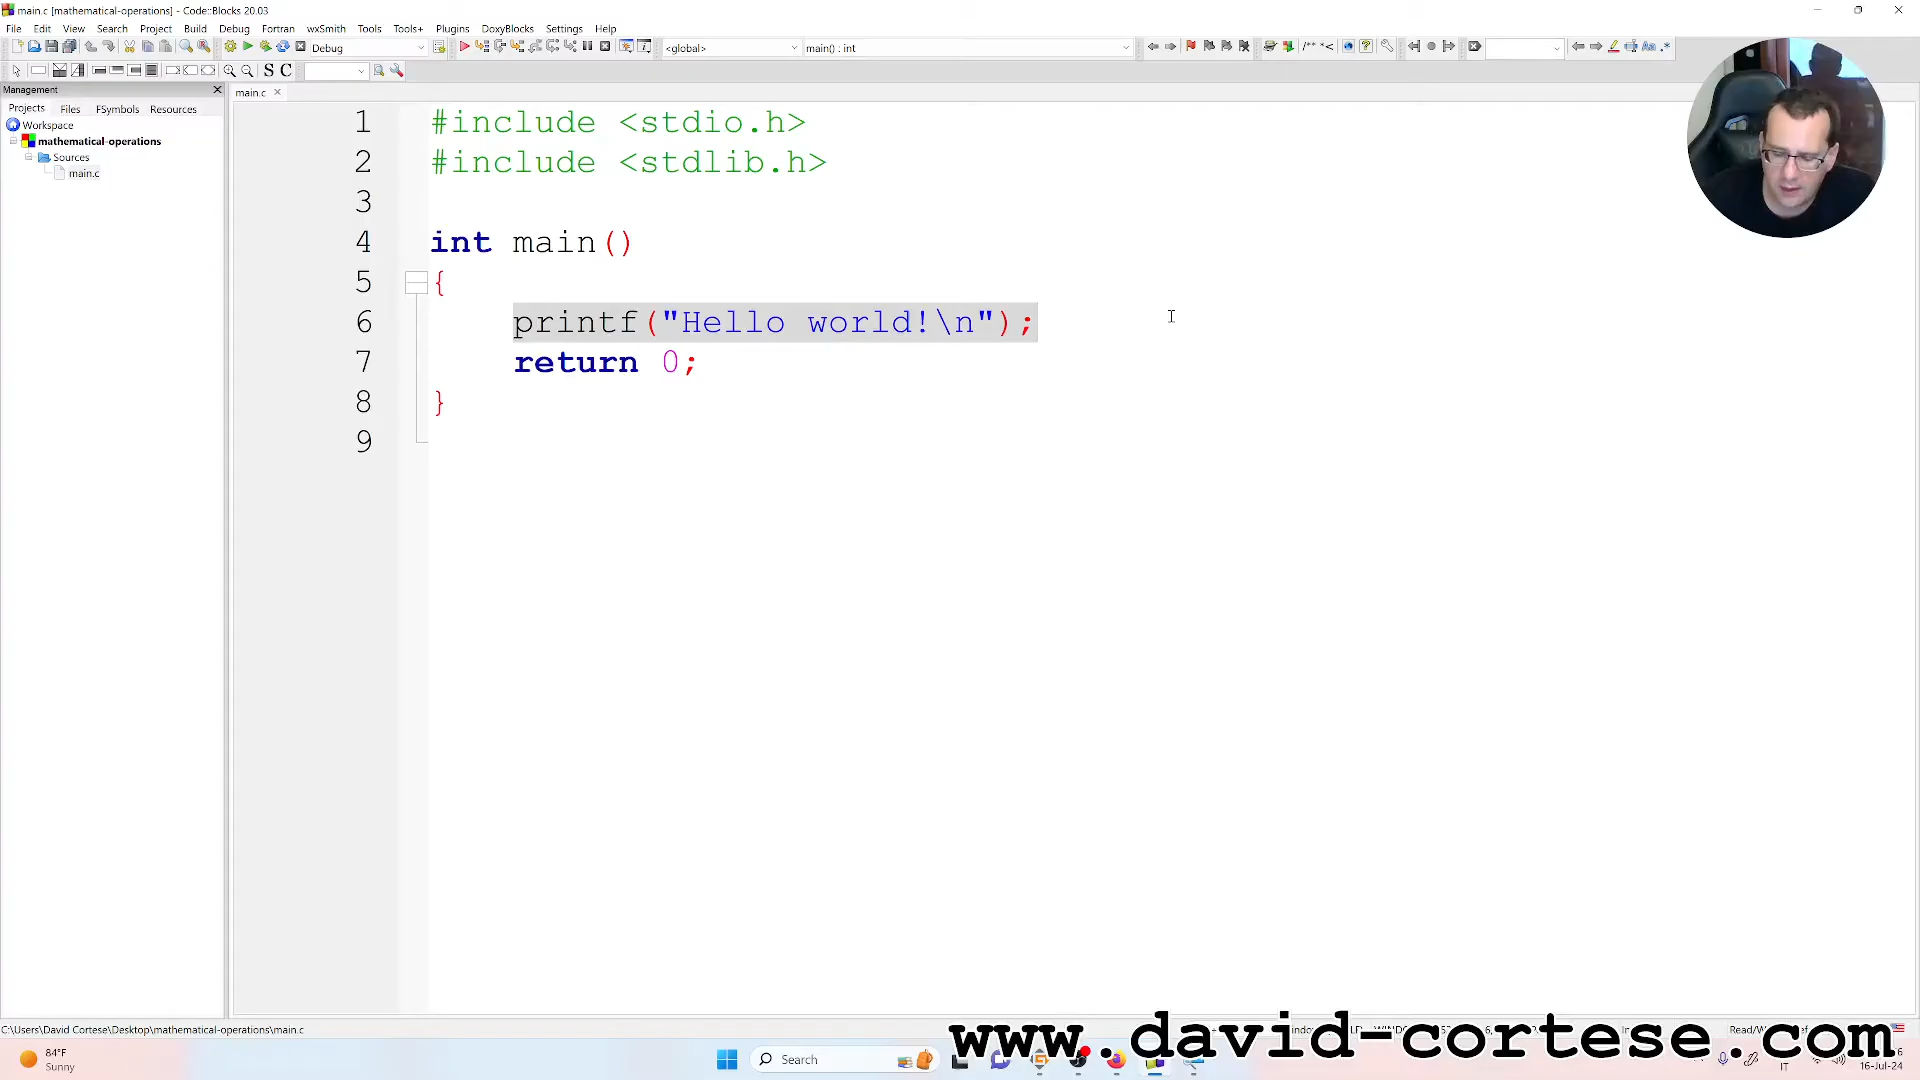 main.c [mathematical-operations] - Code::Blocks 20.03
File Edit View Search Project Build Debug Fortran wxSmith Tools Tools+ Plugins DoxyBlocks Settings Help
Debug <global> main() : int
/** *<
S C
Management
Projects Files FSymbols Resources
Workspace
mathematical-operations
Sources
main.c
main.c
1 #include <stdio.h>
2 #include <stdlib.h>
3
4 int main()
5 {
6 printf("Hello world!\n");
7 return 0;
8 }
9
C:\Users\David Cortese\Desktop\mathematical-operations\main.c
www.david-cortese.com
84°F
Sunny
Search
IT
16-Jul-24